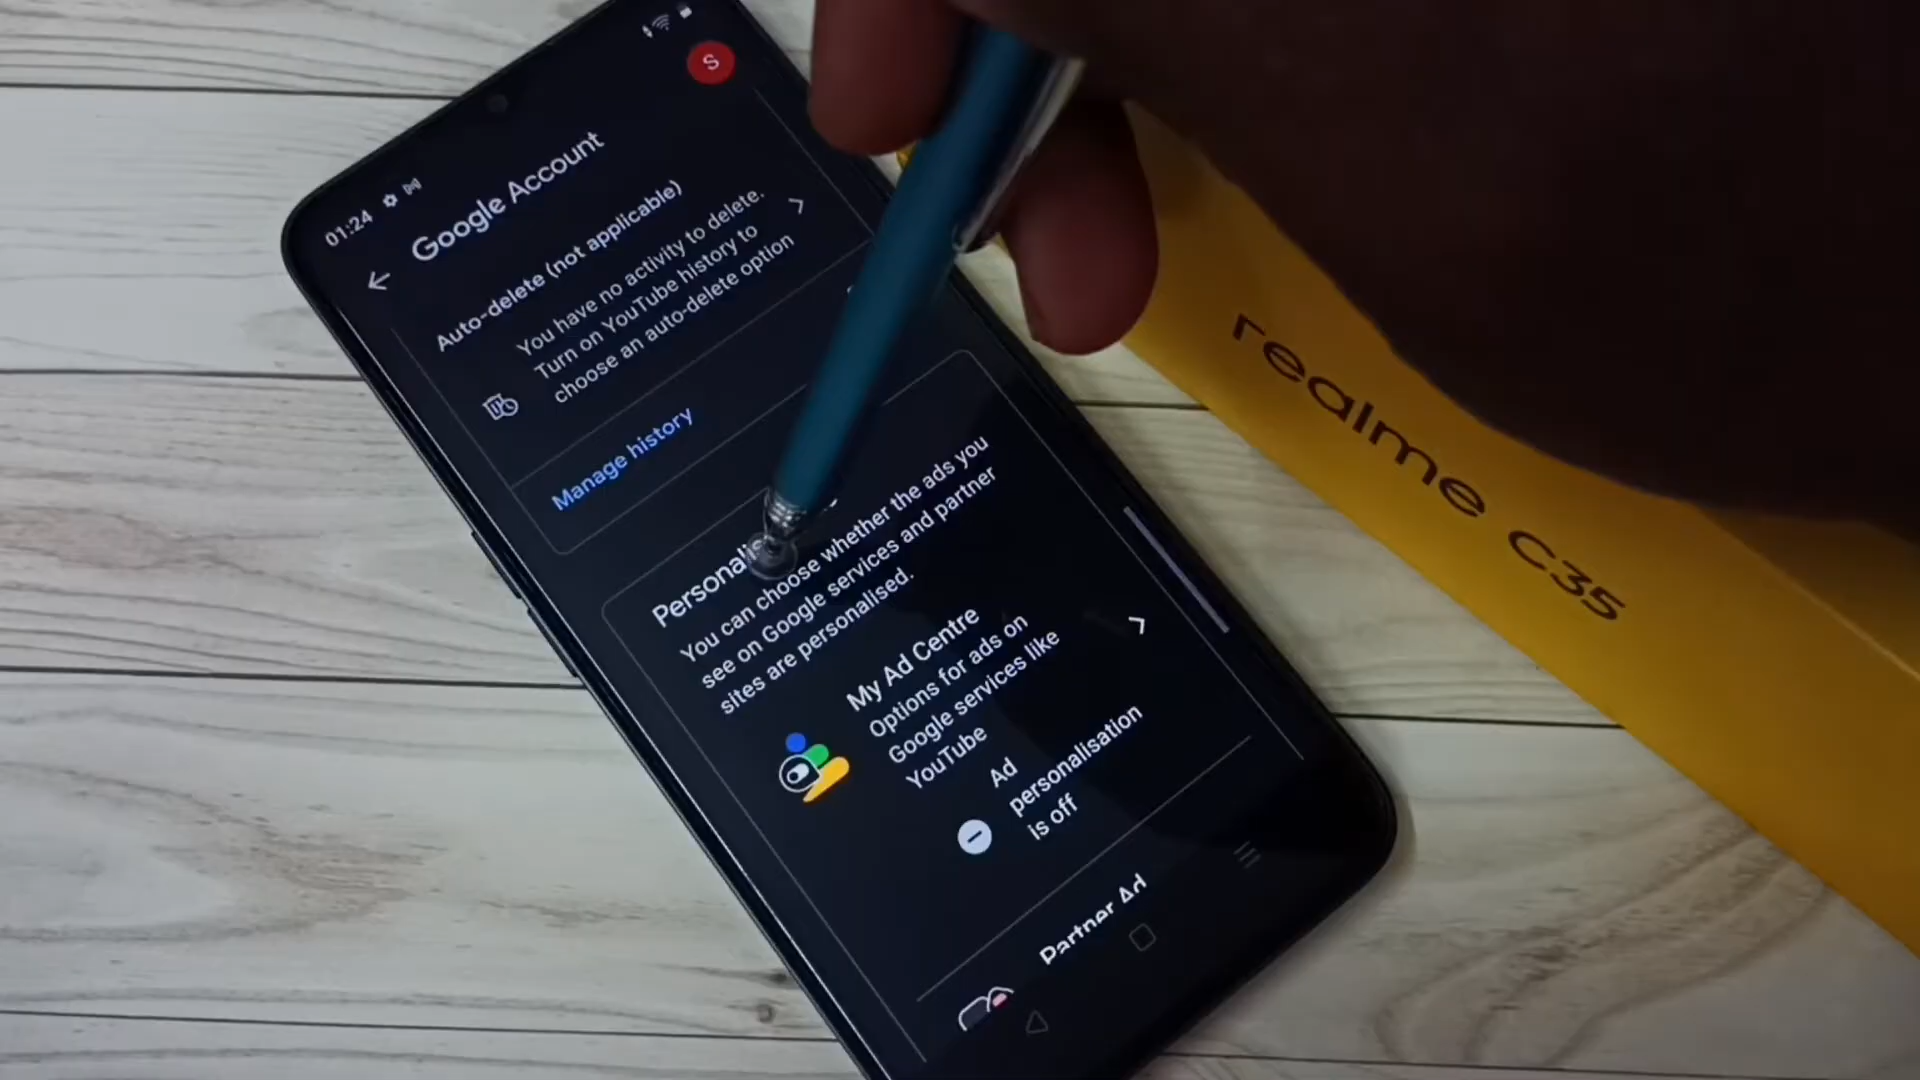 01:24
S
Google Account
Auto-delete (not applicable)
You have no activity to delete.
Turn on YouTube history to
choose an auto-delete option
Manage history
You can choose whether the ads you
see on Google services and partner
sites are personalised.
My Ad Centre
Options for ads on
Google services like
YouTube
Ad
personalisation
is off
Partner Ad
realme C35